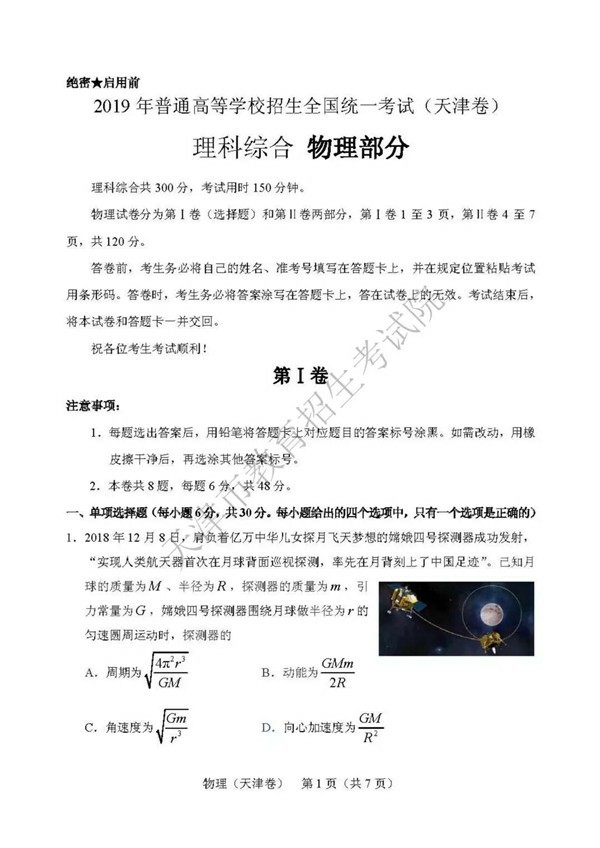 绝密★启用前
2019 年普通高等学校招生全国统一考试（天津卷）
理科综合 物理部分
理科综合共 300 分，考试用时 150 分钟。
物理试卷分为第Ⅰ卷（选择题）和第Ⅱ卷两部分，第Ⅰ卷 1 至 3 页，第Ⅱ卷 4 至 7
页，共 120 分。
答卷前，考生务必将自己的姓名、准考号填写在答题卡上，并在规定位置粘贴考试
用条形码。答卷时，考生务必将答案涂写在答题卡上，答在试卷上的无效。考试结束后，
将本试卷和答题卡一并交回。
祝各位考生考试顺利！
第Ⅰ卷
注意事项：
1．每题选出答案后，用铅笔将答题卡上对应题目的答案标号涂黑。如需改动，用橡
皮擦干净后，再选涂其他答案标号。
2．本卷共 8 题，每题 6 分，共 48 分。
一、单项选择题（每小题 6 分，共 30 分。每小题给出的四个选项中，只有一个选项是正确的）
1．2018 年 12 月 8 日，肩负着亿万中华儿女探月飞天梦想的嫦娥四号探测器成功发射，
“实现人类航天器首次在月球背面巡视探测，率先在月背刻上了中国足迹”。已知月
球的质量为 M 、半径为 R ，探测器的质量为 m ，引
力常量为 G ，嫦娥四号探测器围绕月球做半径为 r 的
匀速圆周运动时，探测器的
A．周期为 √(4π²r³/GM) B．动能为 GMm/2R
C．角速度为 √(Gm/r³) D．向心加速度为 GM/R²
物理（天津卷） 第 1 页（共 7 页）
天津市教育招生考试院